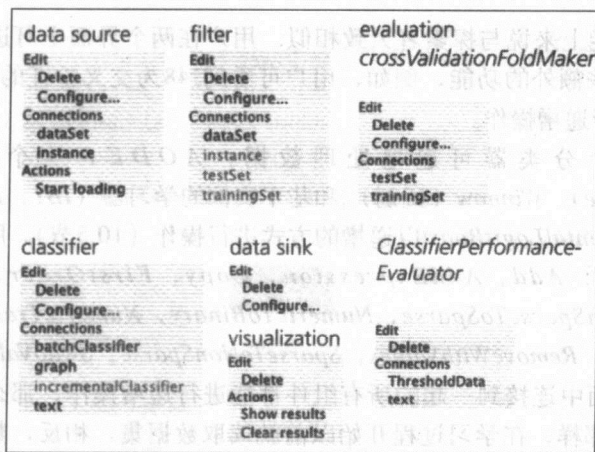 data source
Edit
Delete
Configure...
Connections
dataSet
instance
Actions
Start loading
filter
Edit
Delete
Configure...
Connections
dataSet
instance
testSet
trainingSet
evaluation
crossValidationFoldMaker
Edit
Delete
Configure...
Connections
testSet
trainingSet
classifier
Edit
Delete
Configure...
Connections
batchClassifier
graph
incrementalClassifier
text
data sink
Edit
Delete
Configure...
visualization
Edit
Delete
Actions
Show results
Clear results
ClassifierPerformance-
Evaluator
Edit
Delete
Connections
ThresholdData
text